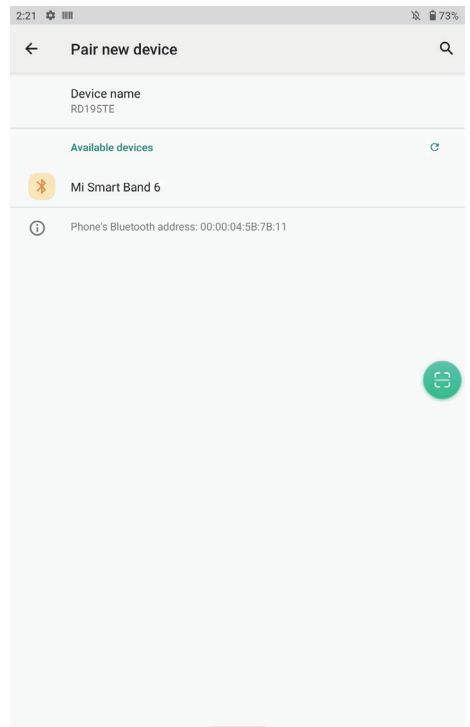 2:21 73%
Pair new device
Device name
RD195TE
Available devices
Mi Smart Band 6
Phone's Bluetooth address: 00:00:04:5B:7B:11